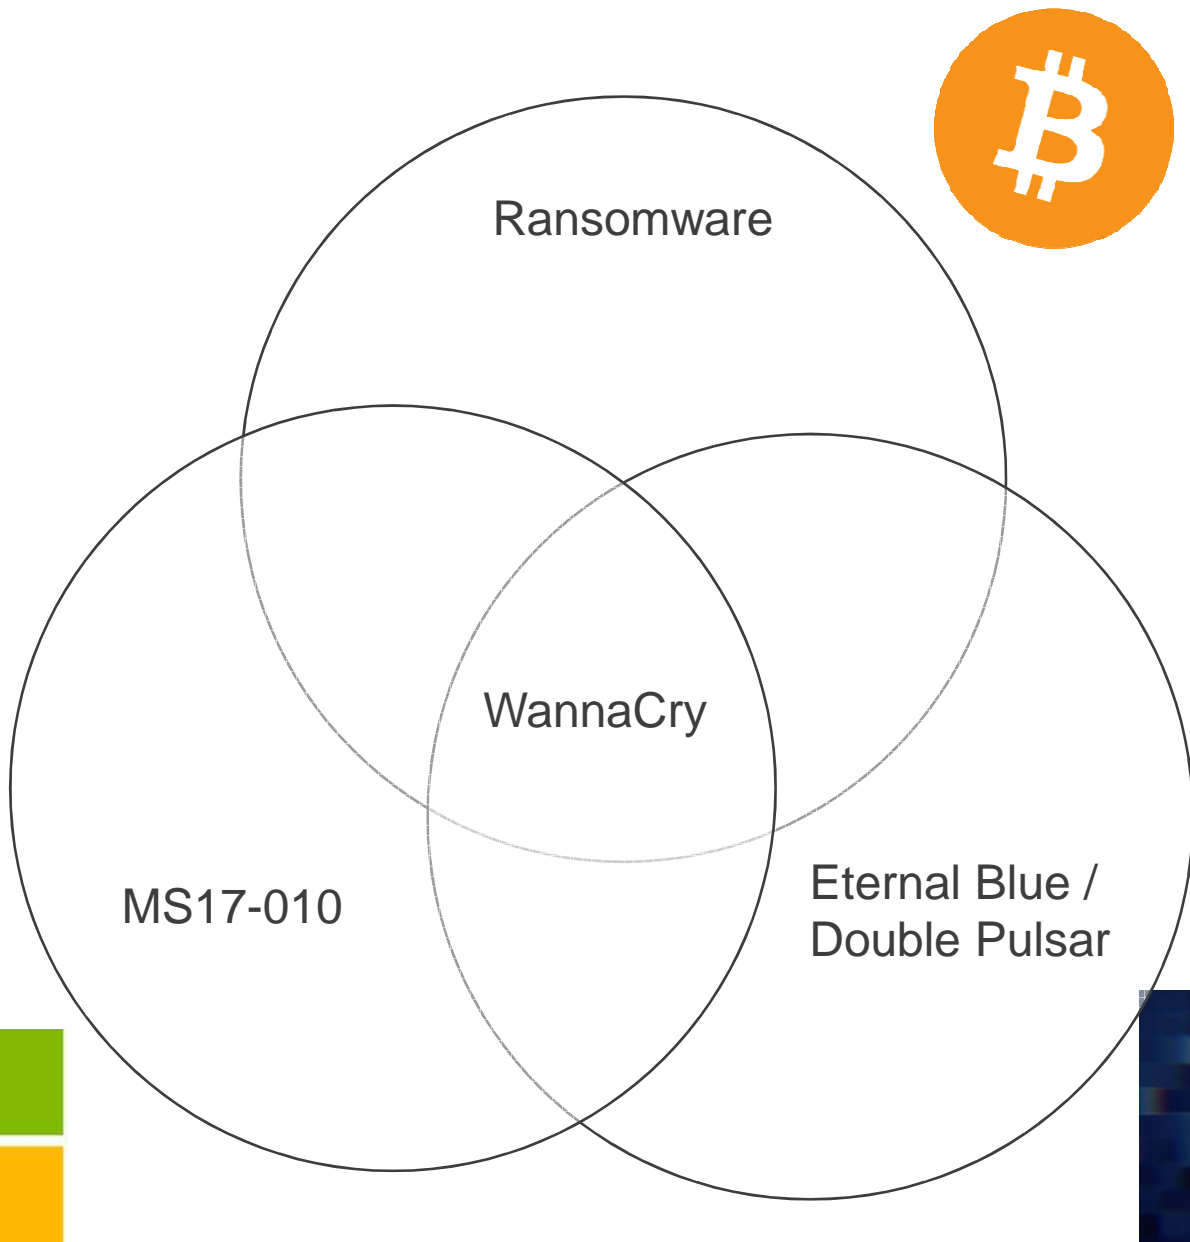 Ransomware
WannaCry
MS17-010
Eternal Blue /
Double Pulsar